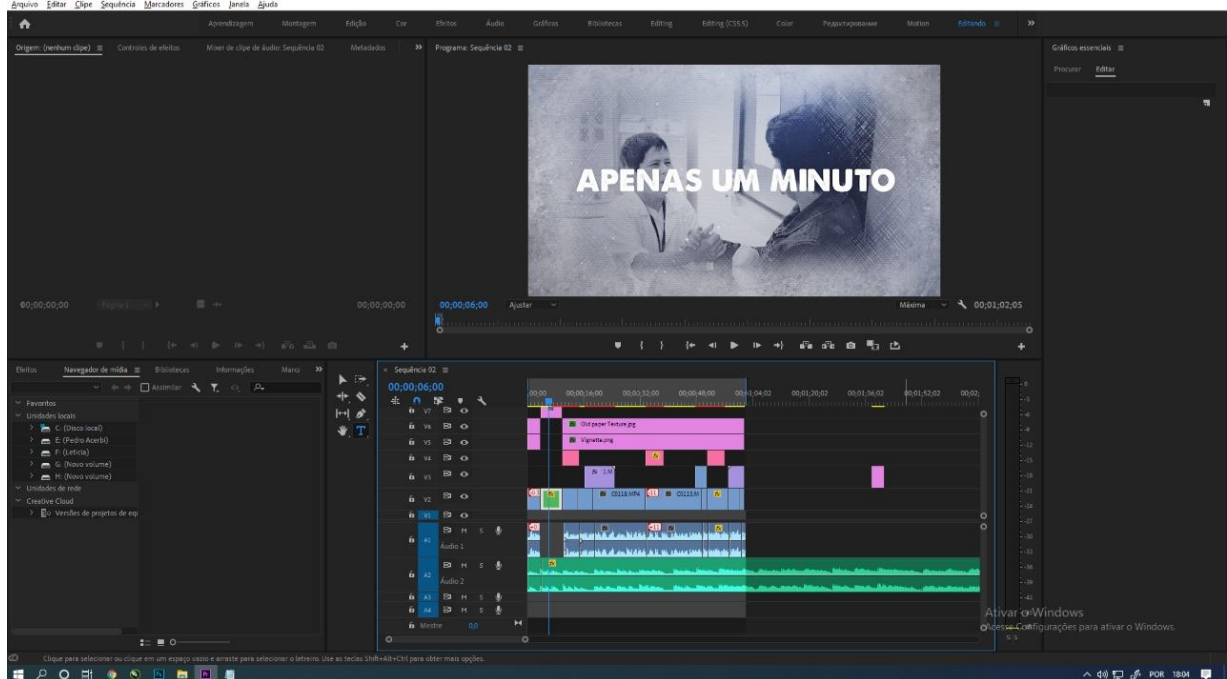 Arquivo Editar Clipe Sequência Marcadores Gráficos Janela Ajuda
Aprendizagem Montagem Edição Cor Efeitos Áudio Gráficos Bibliotecas Editing Editing (CS5.5) Color Редактирование Motion Editando
Origem: (nenhum clipe) Controles de efeitos Mixer de clipe de áudio: Sequência 02 Metadados
Programa: Sequência 02
Gráficos essenciais
Procurar Editar
APENAS UM MINUTO
00;00;00;00 00;00;00;00
00;00;06;00 Ajustar Máxima 00;01;02;05
Efeitos Navegador de mídia Bibliotecas Informações Marca
Assimilar
Favoritos
Unidades locais
C: (Disco local)
E: (Pedro Acerbi)
F: (Leticia)
G: (Novo volume)
H: (Novo volume)
Unidades de rede
Creative Cloud
Versões de projetos de equ
Sequência 02
00;00;06;00
;00;00 00;00;16;00 00;00;32;00 00;00;48;00 00;01;04;02 00;01;20;02 00;01;36;02 00;01;52;02 00;02;
V7
V6 Old paper Texture.jpg
V5 Vignette.png
V4
V3
V2 C0118.MP4 C0113.M
V1
A1 M S
Áudio 1
A2 M S
Áudio 2
A3 M S
A4 M S
Mestre 0,0
Ativar o Windows
Acesse Configurações para ativar o Windows.
Clique para selecionar ou clique em um espaço vazio e arraste para selecionar o letreiro. Use as teclas Shift+Alt+Ctrl para obter mais opções.
POR 18:04